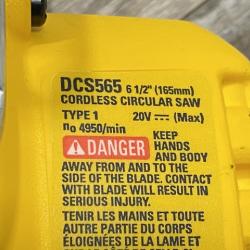 DCS565 6 1/2" (165mm)
CORDLESS CIRCULAR SAW
TYPE 1 20V ⎓ (Max)
n₀ 4950/min
DANGER KEEP
HANDS
AND BODY
AWAY FROM AND TO THE SIDE OF
THE BLADE. CONTACT
WITH BLADE WILL RESULT IN
SERIOUS INJURY.
TENIR LES MAINS ET TOUTE
AUTRE PARTIE DU CORPS
ÉLOIGNÉES DE LA LAME ET